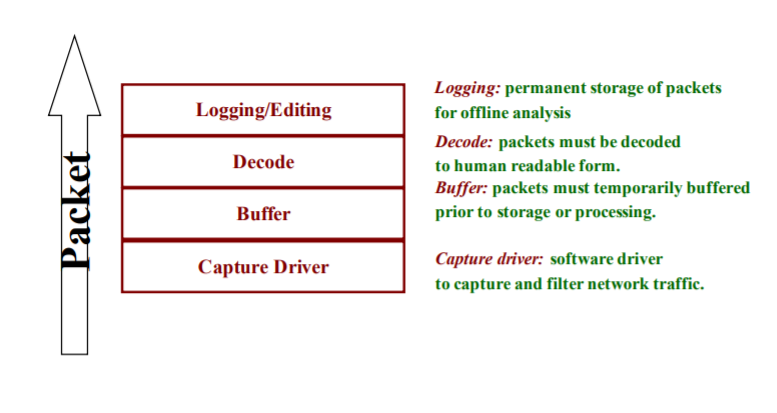 Packet
Logging/Editing
Decode
Buffer
Capture Driver
Logging: permanent storage of packets
for offline analysis
Decode: packets must be decoded
to human readable form.
Buffer: packets must temporarily buffered
prior to storage or processing.
Capture driver: software driver
to capture and filter network traffic.